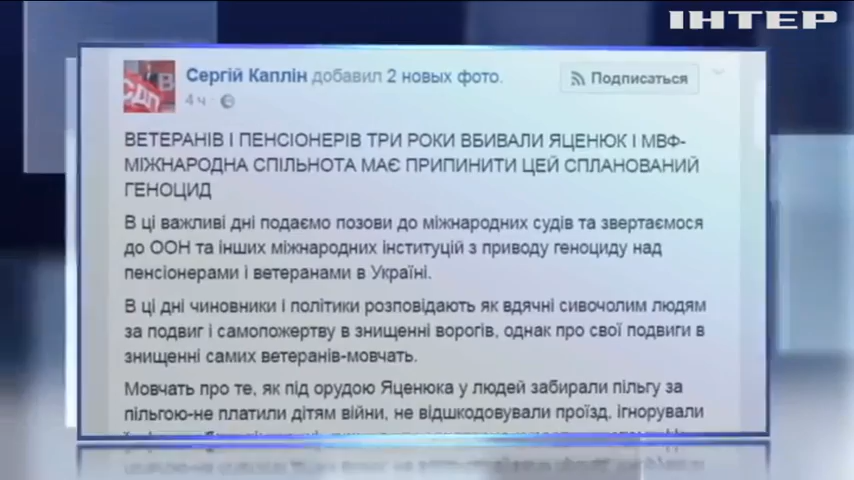 ІНТЕР
Сергій Каплін добавил 2 новых фото.
Подписаться
4 ч ·
СДП
ВЕТЕРАНІВ І ПЕНСІОНЕРІВ ТРИ РОКИ ВБИВАЛИ ЯЦЕНЮК І МВФ-
МІЖНАРОДНА СПІЛЬНОТА МАЄ ПРИПИНИТИ ЦЕЙ СПЛАНОВАНИЙ
ГЕНОЦИД
В ці важливі дні подаємо позови до міжнародних судів та звертаємося
до ООН та інших міжнародних інституцій з приводу геноциду над
пенсіонерами і ветеранами в Україні.
В ці дні чиновники і політики розповідають як вдячні сивочолим людям
за подвиг і самопожертву в знищенні ворогів, однак про свої подвиги в
знищенні самих ветеранів-мовчать.
Мовчать про те, як під орудою Яценюка у людей забирали пільгу за
пільгою-не платили дітям війни, не відшкодовували проїзд, ігнорували